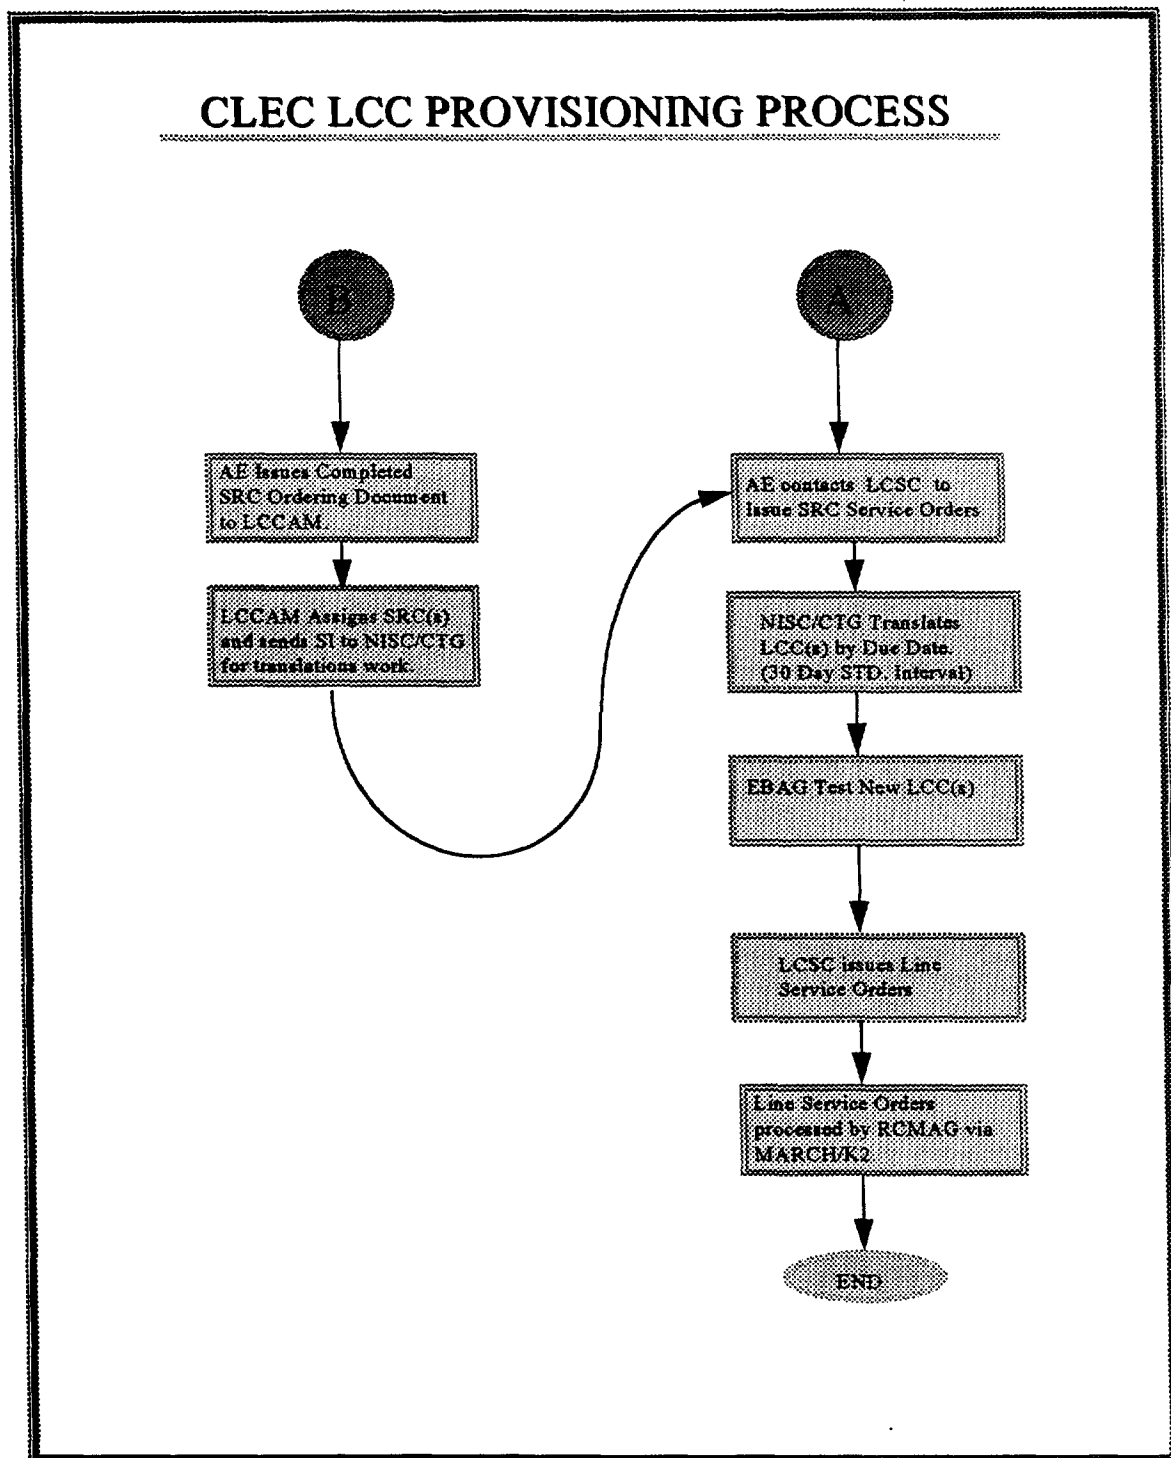 CLEC LCC PROVISIONING PROCESS
B
AE Issues Completed
SRC Ordering Document
to LCCAM.
LCCAM Assigns SRC(s)
and sends SI to NISC/CTG
for translations work.
A
AE contacts LCSC to
Issue SRC Service Orders
NISC/CTG Translates
LCC(s) by Due Date.
(30 Day STD. Interval)
EBAG Test New LCC(s)
LCSC issues Line
Service Orders
Line Service Orders
processed by RCMAG via
MARCH/K2
END